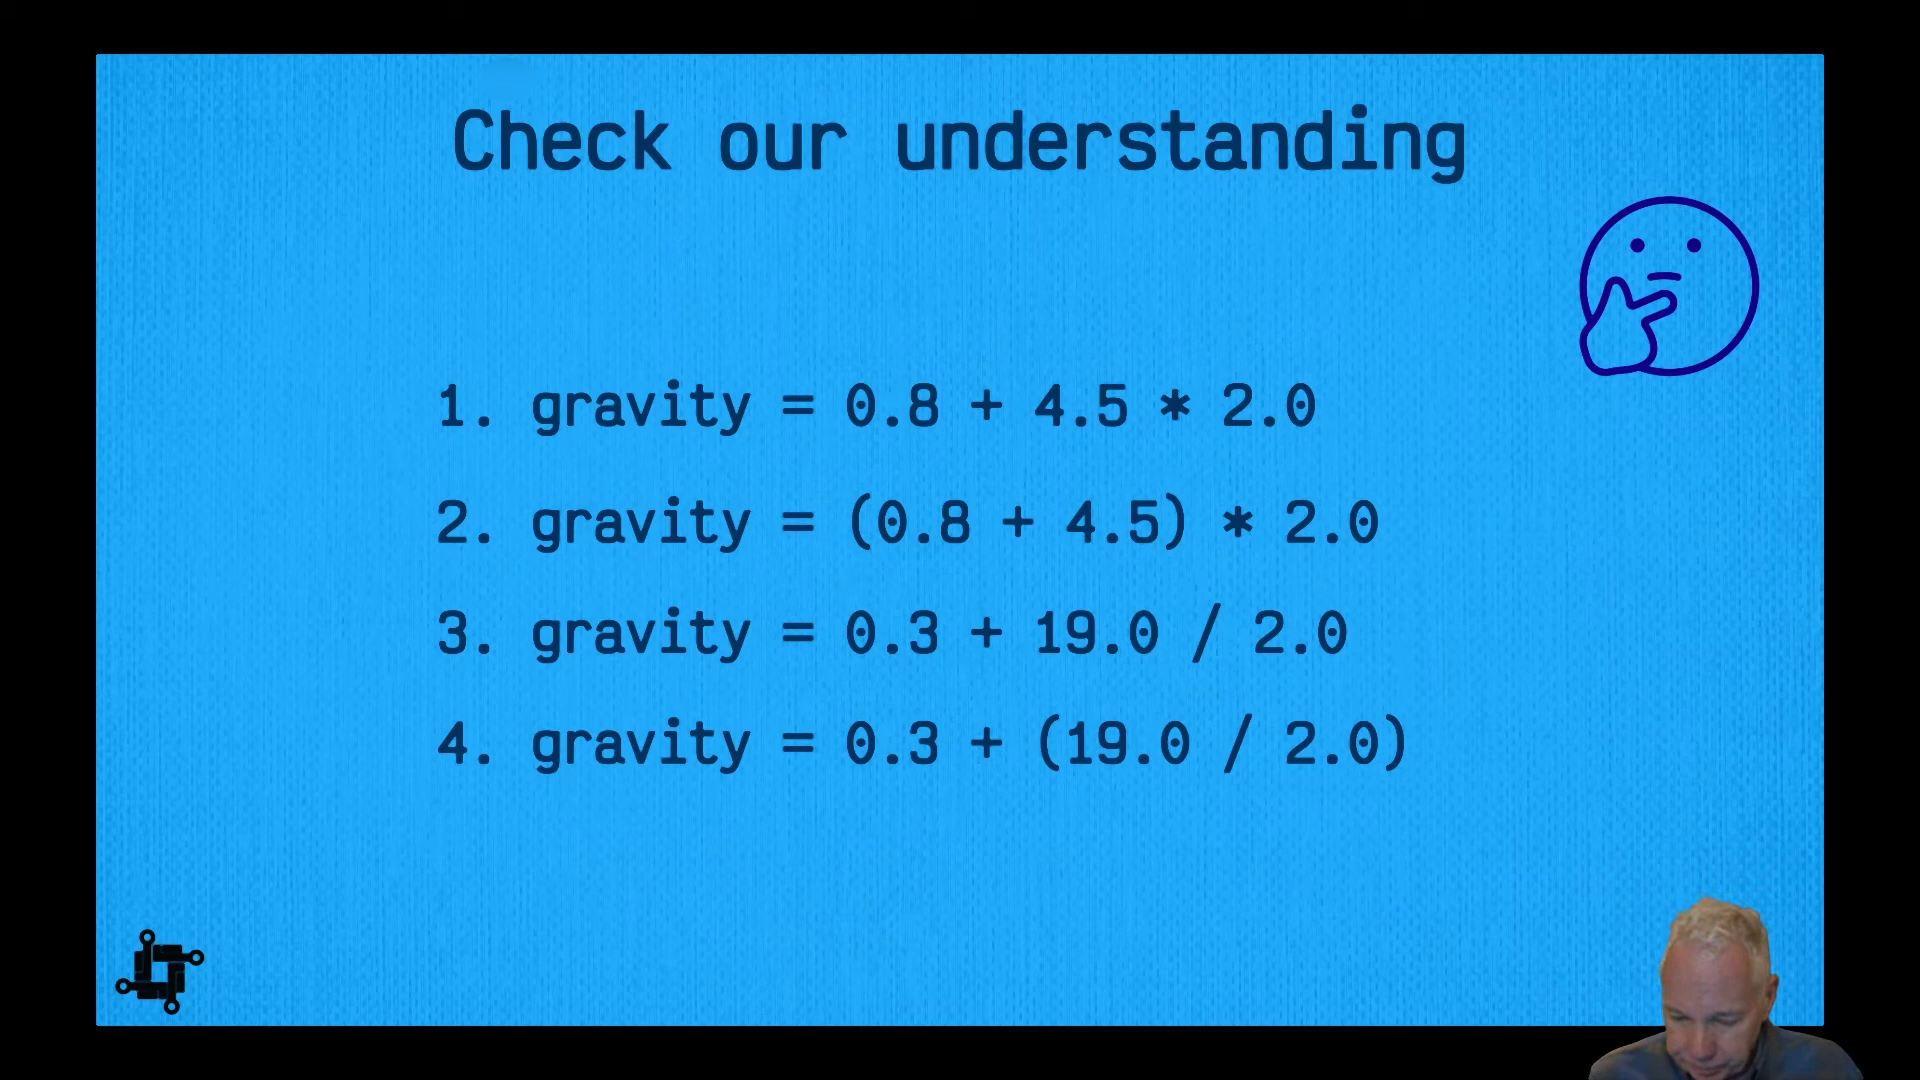 Check our understanding
1. gravity = 0.8 + 4.5 * 2.0
2. gravity = (0.8 + 4.5) * 2.0
3. gravity = 0.3 + 19.0 / 2.0
4. gravity = 0.3 + (19.0 / 2.0)